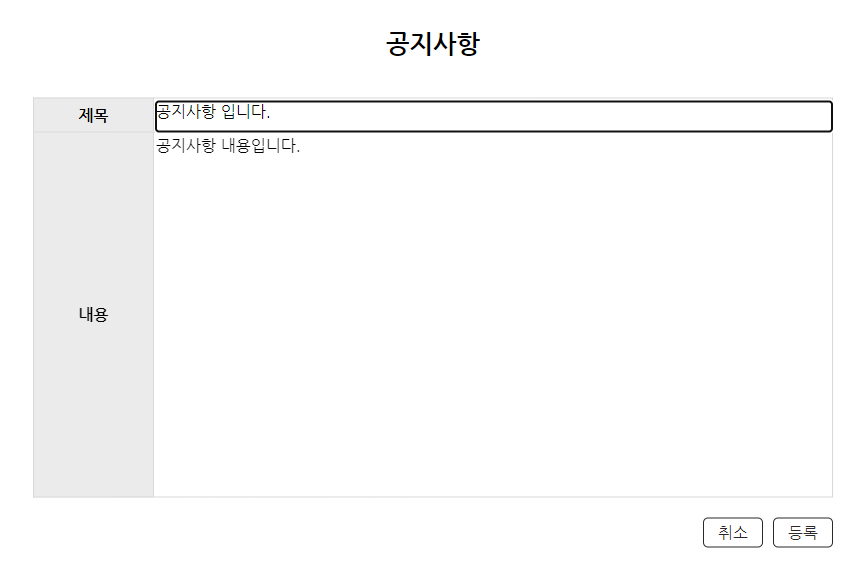 공지사항
제목
공지사항 입니다.
공지사항 내용입니다.
내용
취소 등록